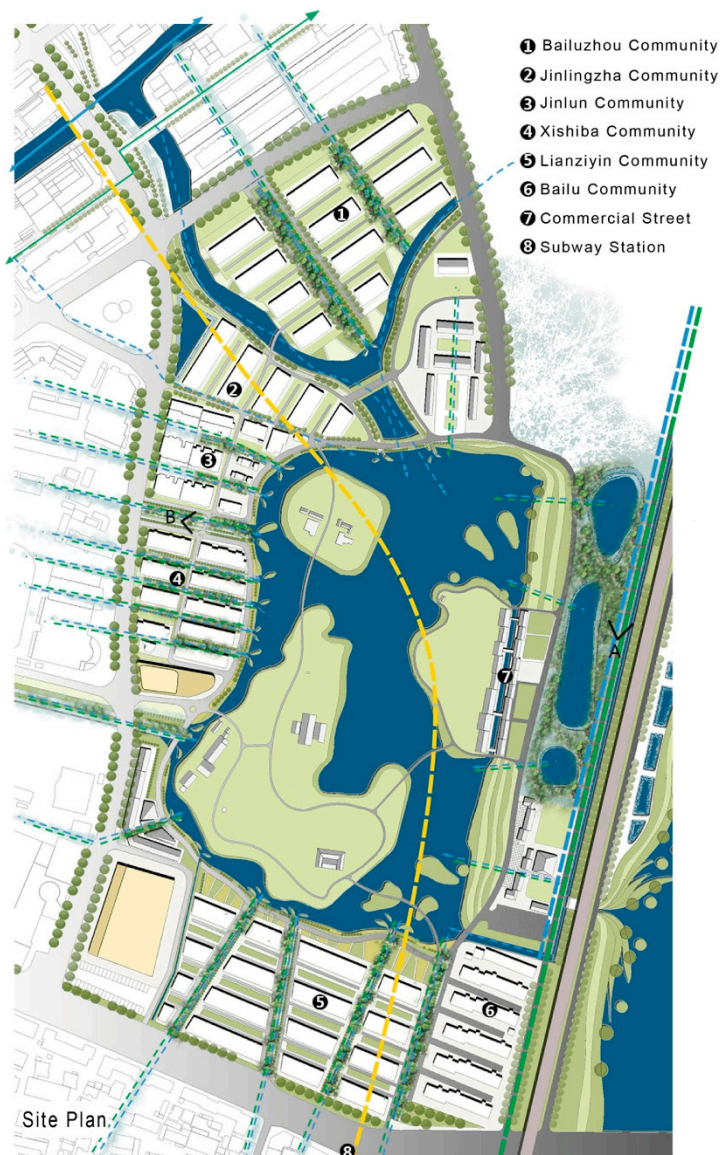 ❶ Bailuzhou Community
❷ Jinlingzha Community
❸ Jinlun Community
❹ Xishiba Community
❺ Lianziyin Community
❻ Bailu Community
❼ Commercial Street
❽ Subway Station
❶
❷
❸
B
❹
A
❼
❺
❻
Site Plan
❽